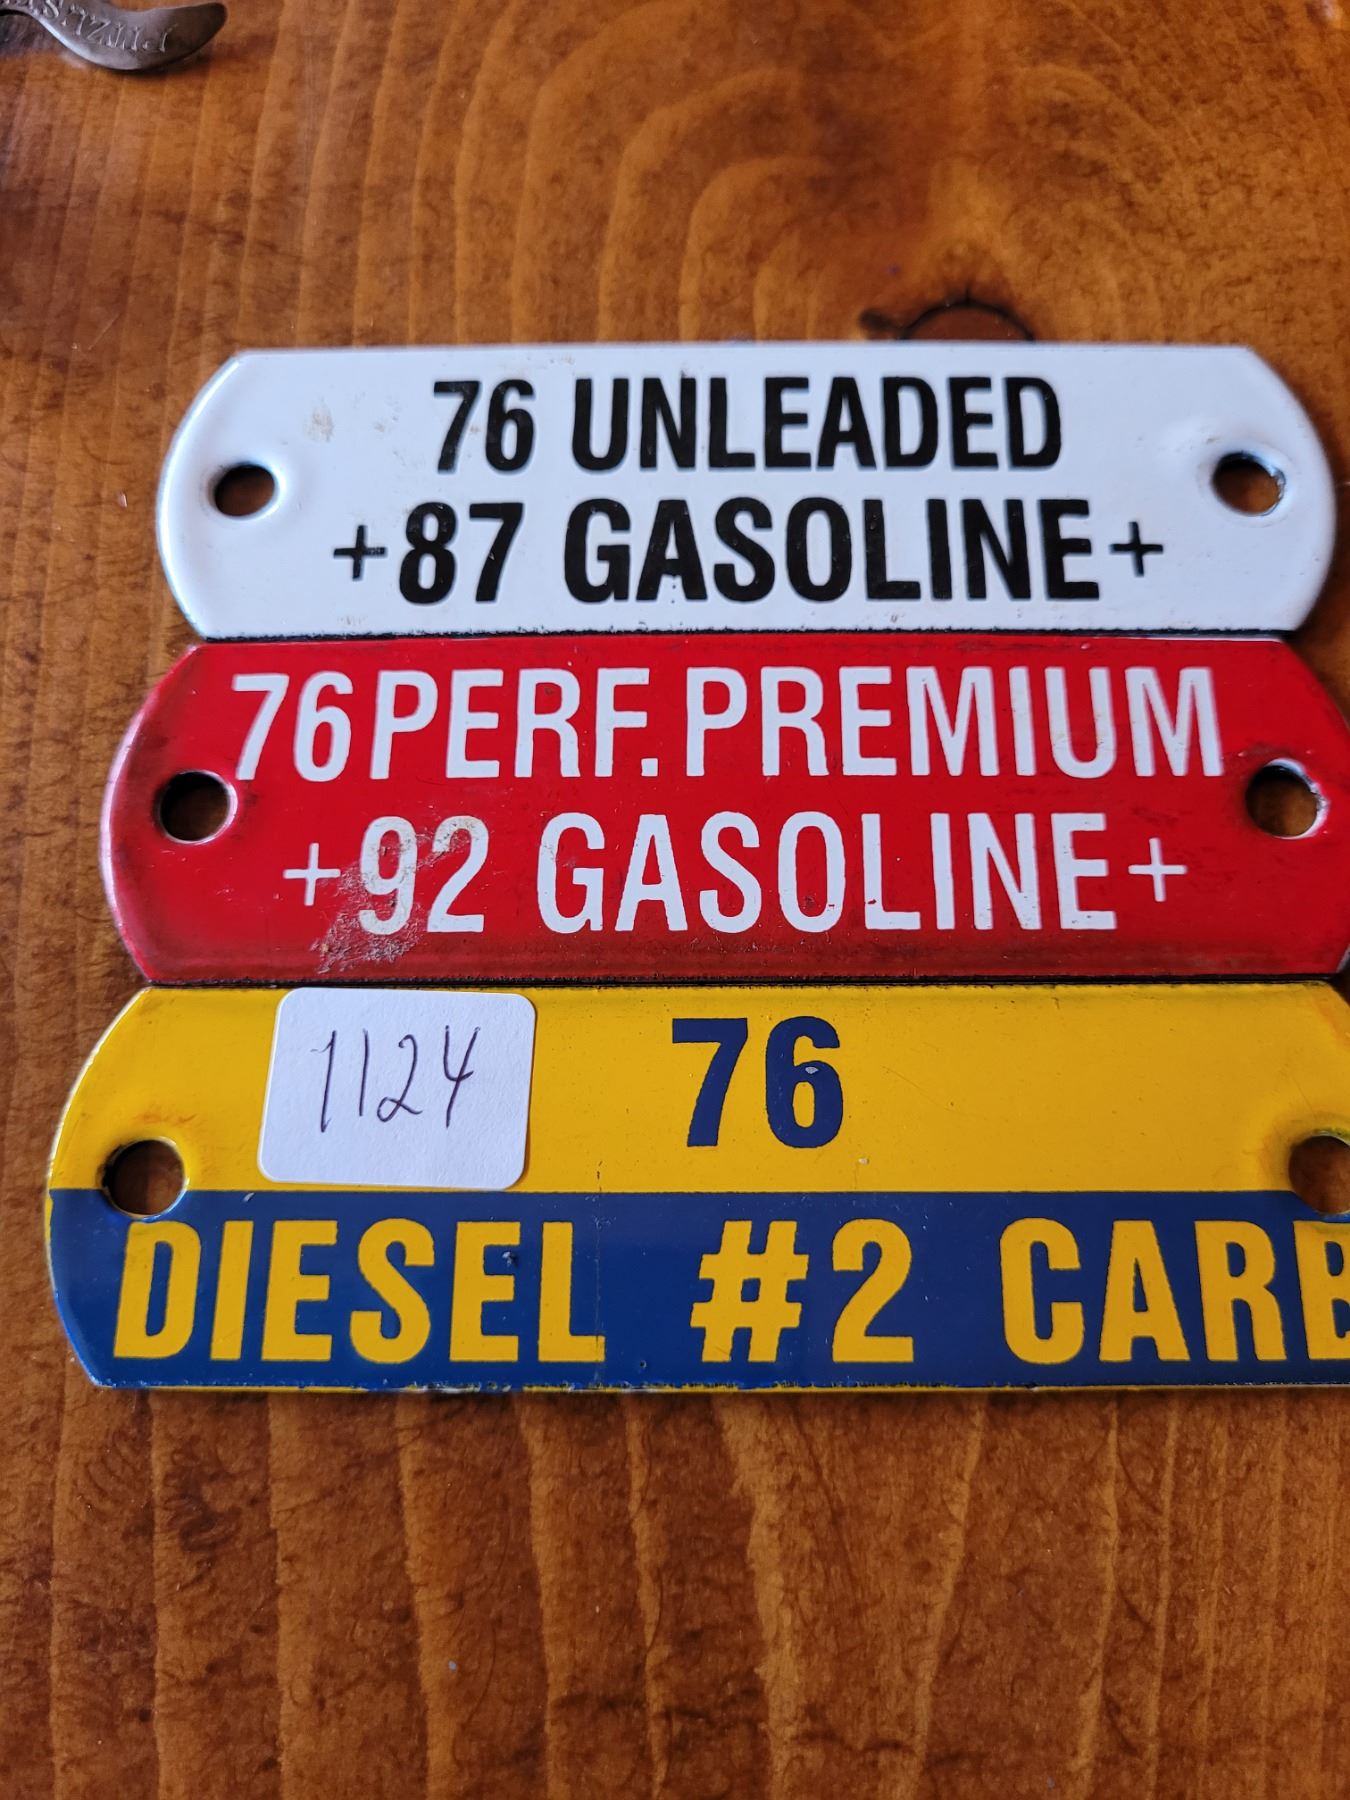 76 UNLEADED
+87 GASOLINE+
76 PERF. PREMIUM
+92 GASOLINE+
1124
76
DIESEL #2 CARB